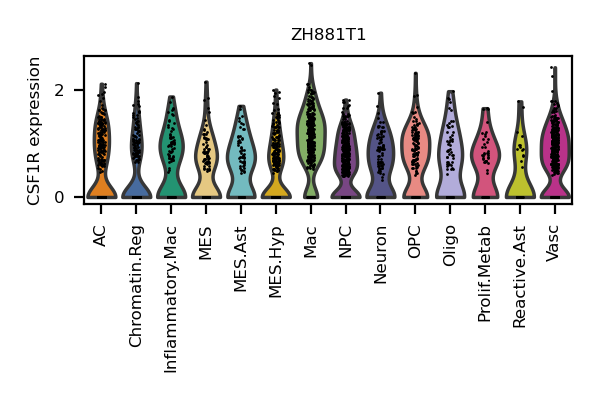 ZH881T1
CSF1R expression
2
0
AC
Chromatin.Reg
Inflammatory.Mac
MES
MES.Ast
MES.Hyp
Mac
NPC
Neuron
OPC
Oligo
Prolif.Metab
Reactive.Ast
Vasc